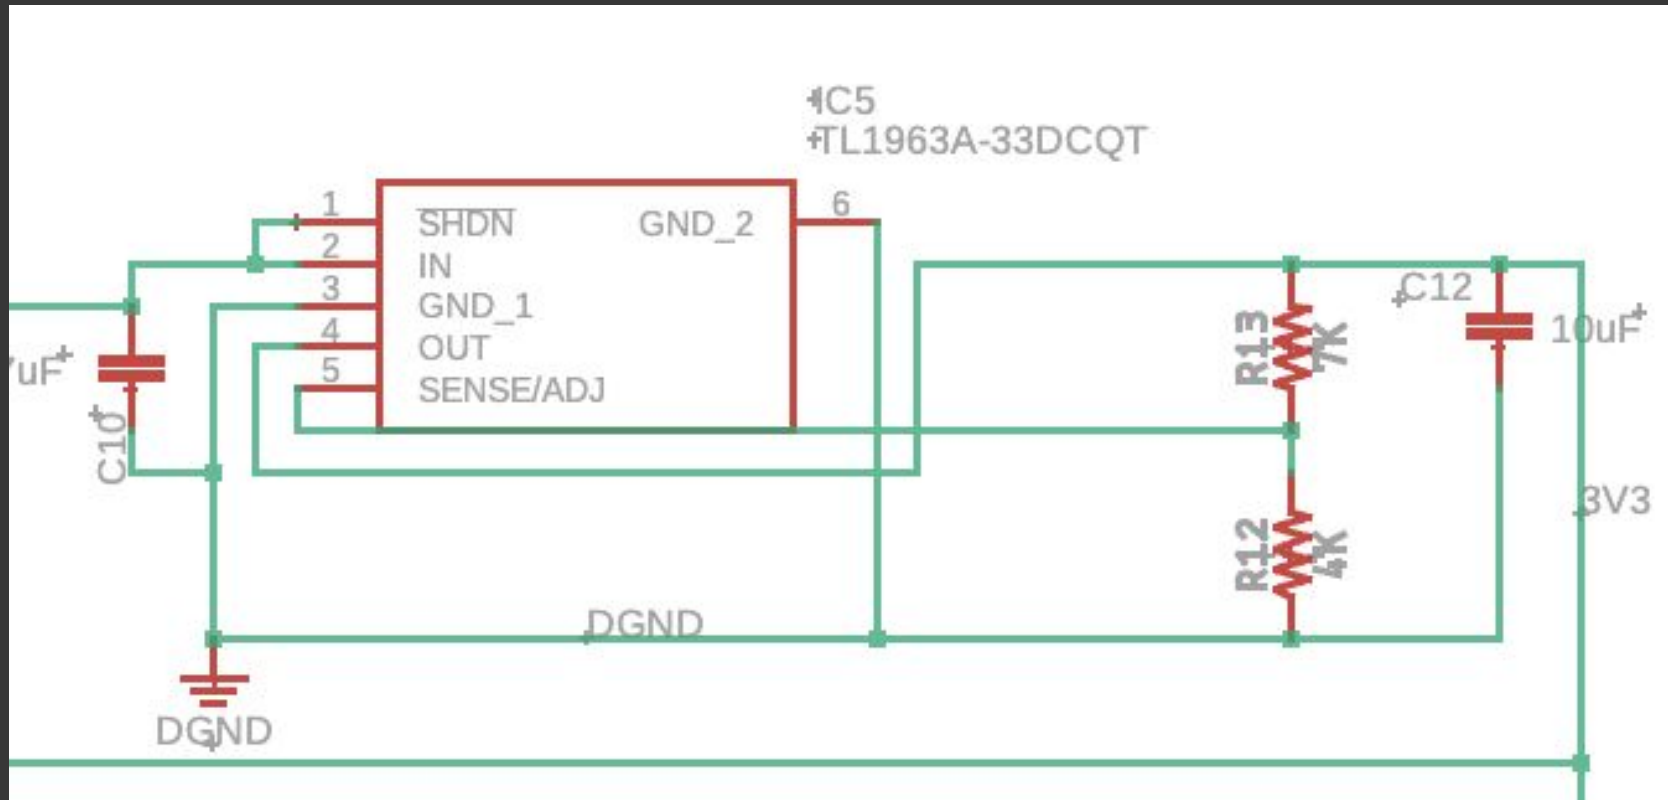 IC5
TL1963A-33DCQT
1
SHDN
GND_2
6
2
IN
3
GND_1
4
OUT
5
SENSE/ADJ
uF
C10
R13
7K
C12
10uF
R12
4K
3V3
DGND
DGND